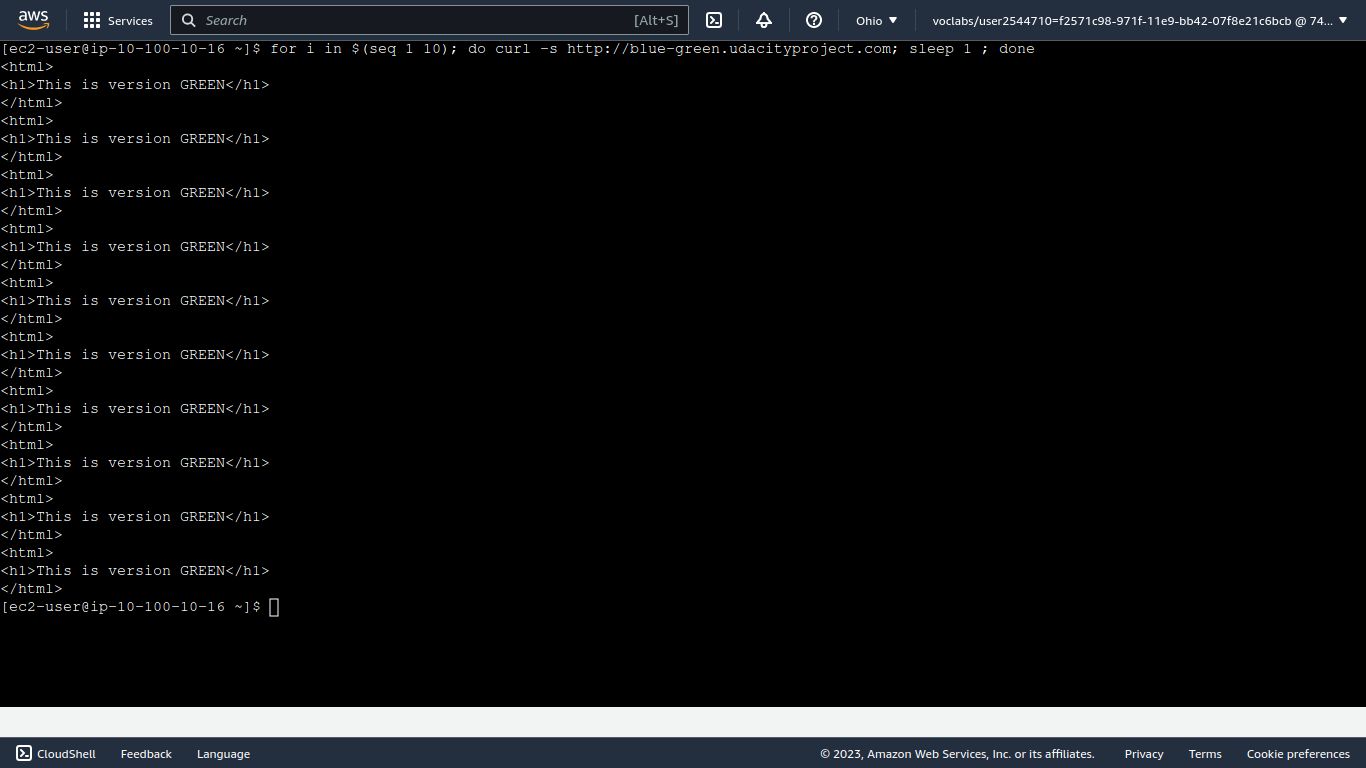 aws Services Search [Alt+S] Ohio voclabs/user2544710=f2571c98-971f-11e9-bb42-07f8e21c6bcb @ 74...
[ec2-user@ip-10-100-10-16 ~]$ for i in $(seq 1 10); do curl -s http://blue-green.udacityproject.com; sleep 1 ; done
<html>
<h1>This is version GREEN</h1>
</html>
<html>
<h1>This is version GREEN</h1>
</html>
<html>
<h1>This is version GREEN</h1>
</html>
<html>
<h1>This is version GREEN</h1>
</html>
<html>
<h1>This is version GREEN</h1>
</html>
<html>
<h1>This is version GREEN</h1>
</html>
<html>
<h1>This is version GREEN</h1>
</html>
<html>
<h1>This is version GREEN</h1>
</html>
<html>
<h1>This is version GREEN</h1>
</html>
<html>
<h1>This is version GREEN</h1>
</html>
[ec2-user@ip-10-100-10-16 ~]$
CloudShell Feedback Language © 2023, Amazon Web Services, Inc. or its affiliates. Privacy Terms Cookie preferences